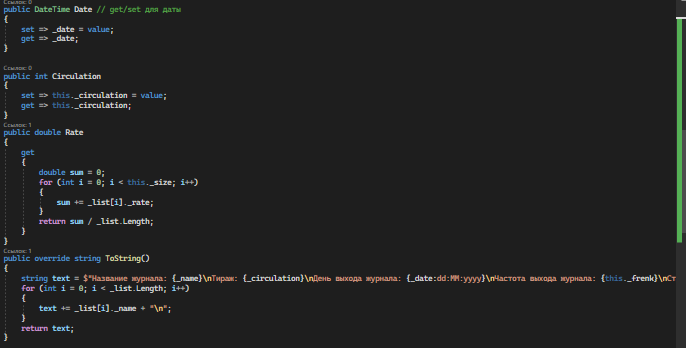 Ссылок: 0
public DateTime Date // get/set для даты
{
set => _date = value;
get => _date;
}
Ссылок: 0
public int Circulation
{
set => this._circulation = value;
get => this._circulation;
}
Ссылок: 1
public double Rate
{
get
{
double sum = 0;
for (int i = 0; i < this._size; i++)
{
sum += _list[i]._rate;
}
return sum / _list.Length;
}
}
Ссылок: 1
public override string ToString()
{
string text = $"Название журнала: {_name}\nТираж: {_circulation}\nДень выхода журнала: {_date:dd:MM:yyyy}\nЧастота выхода журнала: {this._frenk}\nСт
for (int i = 0; i < _list.Length; i++)
{
text += _list[i]._name + "\n";
}
return text;
}